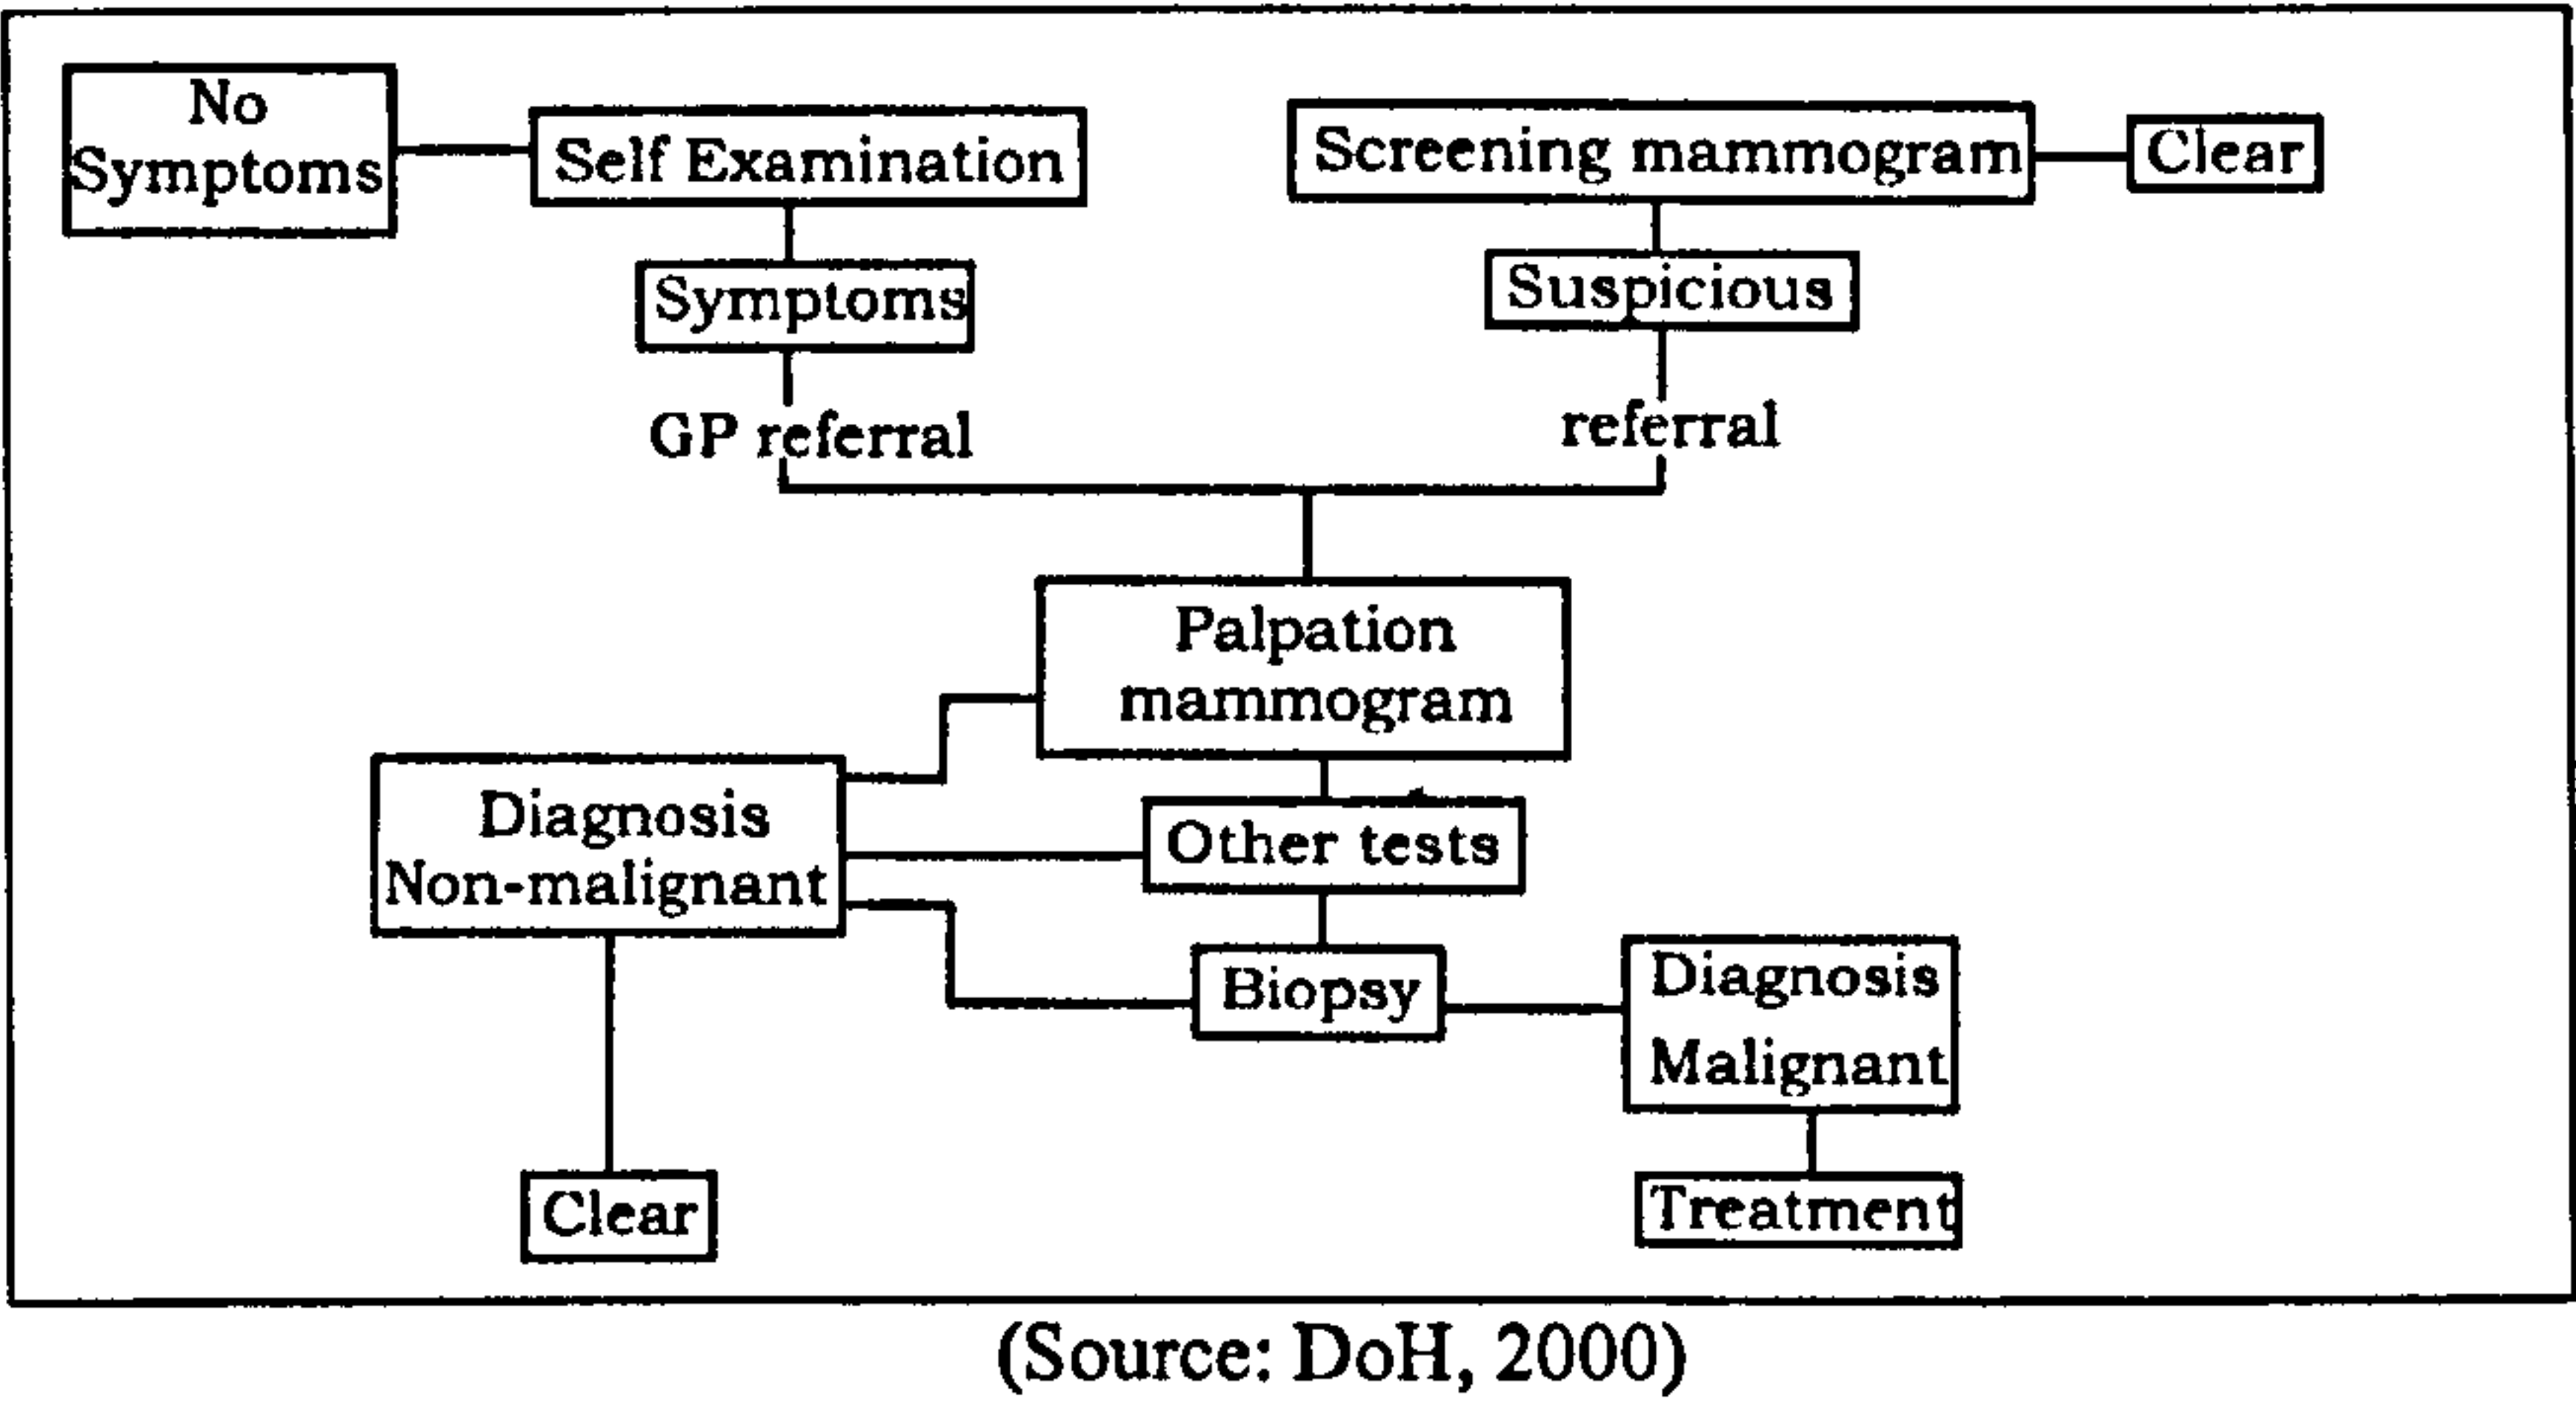 No
Symptoms
Self Examination
Screening mammogram
Clear
Symptoms
Suspicious
GP referral
referral
Palpation
mammogram
Diagnosis
Non-malignant
Other tests
Biopsy
Diagnosis
Malignant
Clear
Treatment
(Source: DoH, 2000)